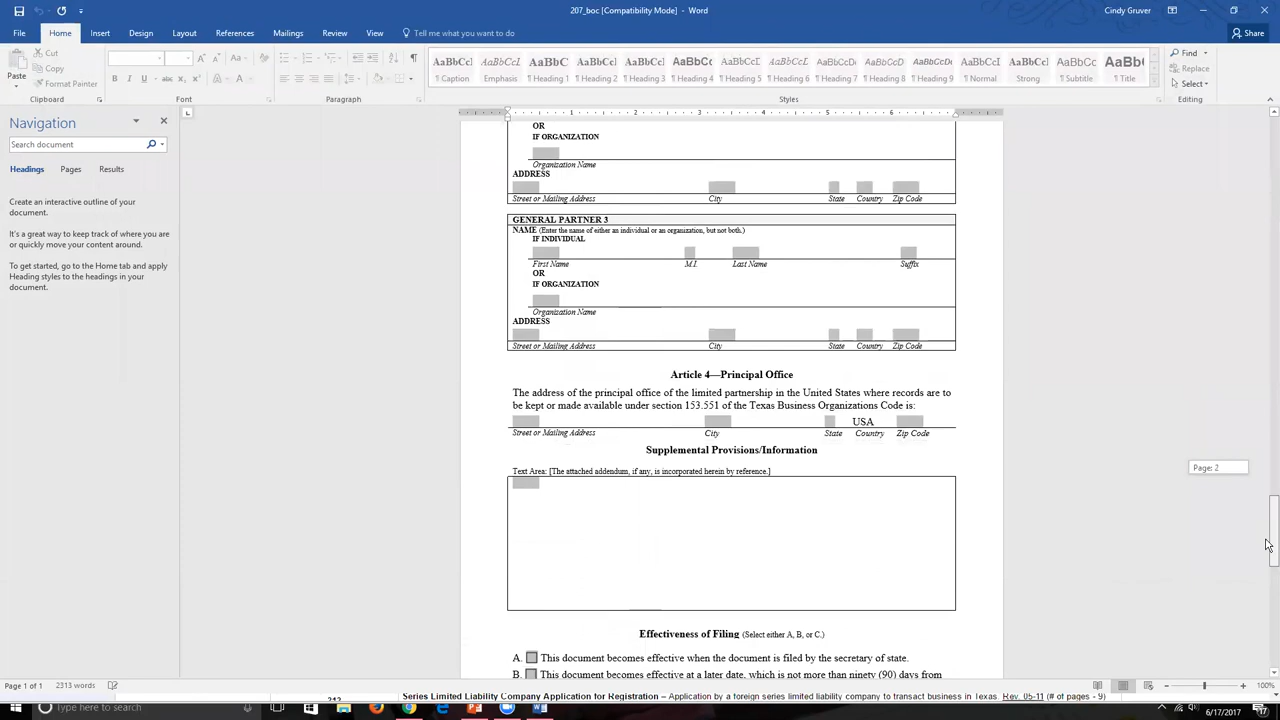 207_boc [Compatibility Mode] - Word
Cindy Gruver
File Home Insert Design Layout References Mailings Review View Tell me what you want to do Share
Paste
Cut
Copy
Format Painter
B I U abc
AaBbCcl AaBbCcL AaBbC AaBbCc AaBbCcI AaBbCcI AaBbCcD AaBbCcI AaBbCcDc AaBbCcDc AaBbCcDc AaBbCcI AaBbCcD AaBbCcI AaBb(
¶ Caption Emphasis ¶ Heading 1 ¶ Heading 2 ¶ Heading 3 ¶ Heading 4 ¶ Heading 5 ¶ Heading 6 ¶ Heading 7 ¶ Heading 8 ¶ Heading 9 ¶ Normal Strong ¶ Subtitle ¶ Title
Find
Replace
Select
Clipboard Font Paragraph Styles Editing
Navigation
Search document
Headings Pages Results
Create an interactive outline of your
document.
It's a great way to keep track of where you are
or quickly move your content around.
To get started, go to the Home tab and apply
Heading styles to the headings in your
document.
1 2 3 4 5 6
OR
IF ORGANIZATION
Organization Name
ADDRESS
Street or Mailing Address City State Country Zip Code
GENERAL PARTNER 3
NAME (Enter the name of either an individual or an organization, but not both.)
IF INDIVIDUAL
First Name M.I. Last Name Suffix
OR
IF ORGANIZATION
Organization Name
ADDRESS
Street or Mailing Address City State Country Zip Code
Article 4—Principal Office
The address of the principal office of the limited partnership in the United States where records are to
be kept or made available under section 153.551 of the Texas Business Organizations Code is:
USA
Street or Mailing Address City State Country Zip Code
Supplemental Provisions/Information
Text Area: [The attached addendum, if any, is incorporated herein by reference.]
Effectiveness of Filing (Select either A, B, or C.)
A. This document becomes effective when the document is filed by the secretary of state.
B. This document becomes effective at a later date, which is not more than ninety (90) days from
Page: 2
Page 1 of 1 2313 words
100%
Series Limited Liability Company Application for Registration – Application by a foreign series limited liability company to transact business in Texas. Rev. 05-11 (# of pages - 9)
Type here to search
6/17/2017